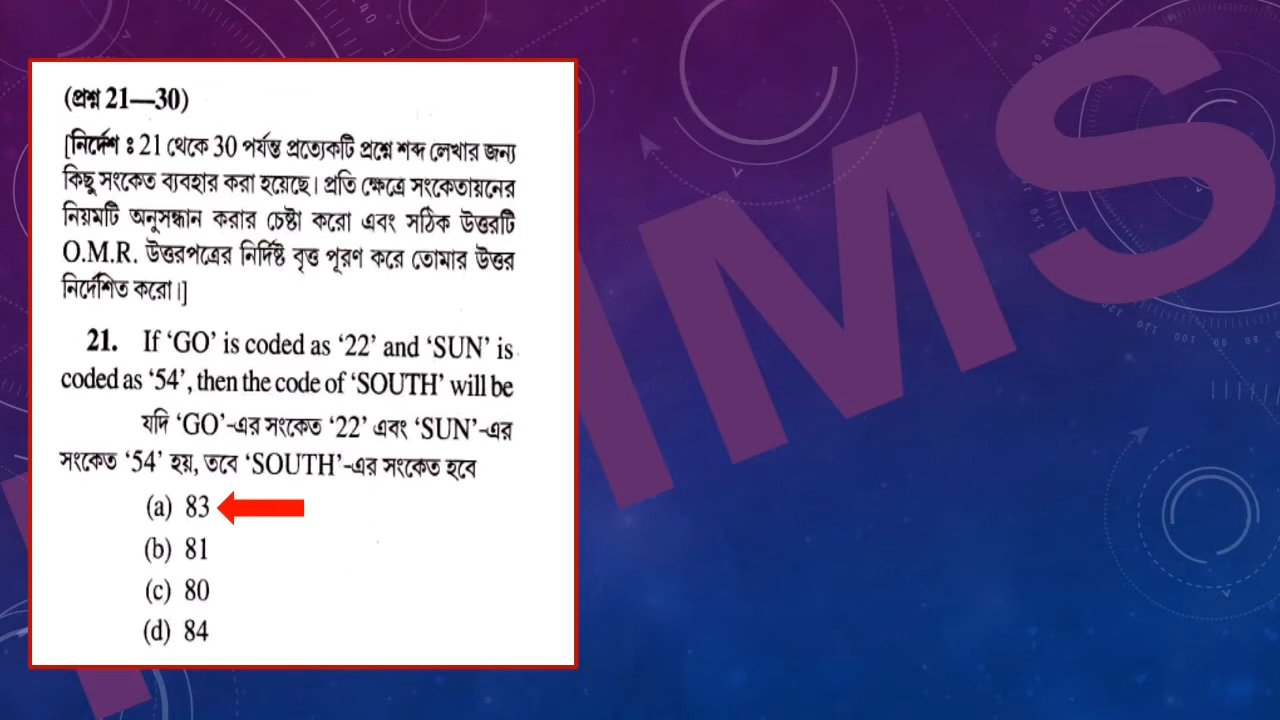 (প্রশ্ন 21—30)
[নির্দেশ : 21 থেকে 30 পর্যন্ত প্রত্যেকটি প্রশ্নে শব্দ লেখার জন্য
কিছু সংকেত ব্যবহার করা হয়েছে। প্রতি ক্ষেত্রে সংকেতায়নের
নিয়মটি অনুসন্ধান করার চেষ্টা করো এবং সঠিক উত্তরটি
O.M.R. উত্তরপত্রের নির্দিষ্ট বৃত্ত পূরণ করে তোমার উত্তর
নির্দেশিত করো।]
21. If ‘GO’ is coded as ‘22’ and ‘SUN’ is
coded as ‘54’, then the code of ‘SOUTH’ will be
যদি ‘GO’-এর সংকেত ‘22’ এবং ‘SUN’-এর
সংকেত ‘54’ হয়, তবে ‘SOUTH’-এর সংকেত হবে
(a) 83
(b) 81
(c) 80
(d) 84